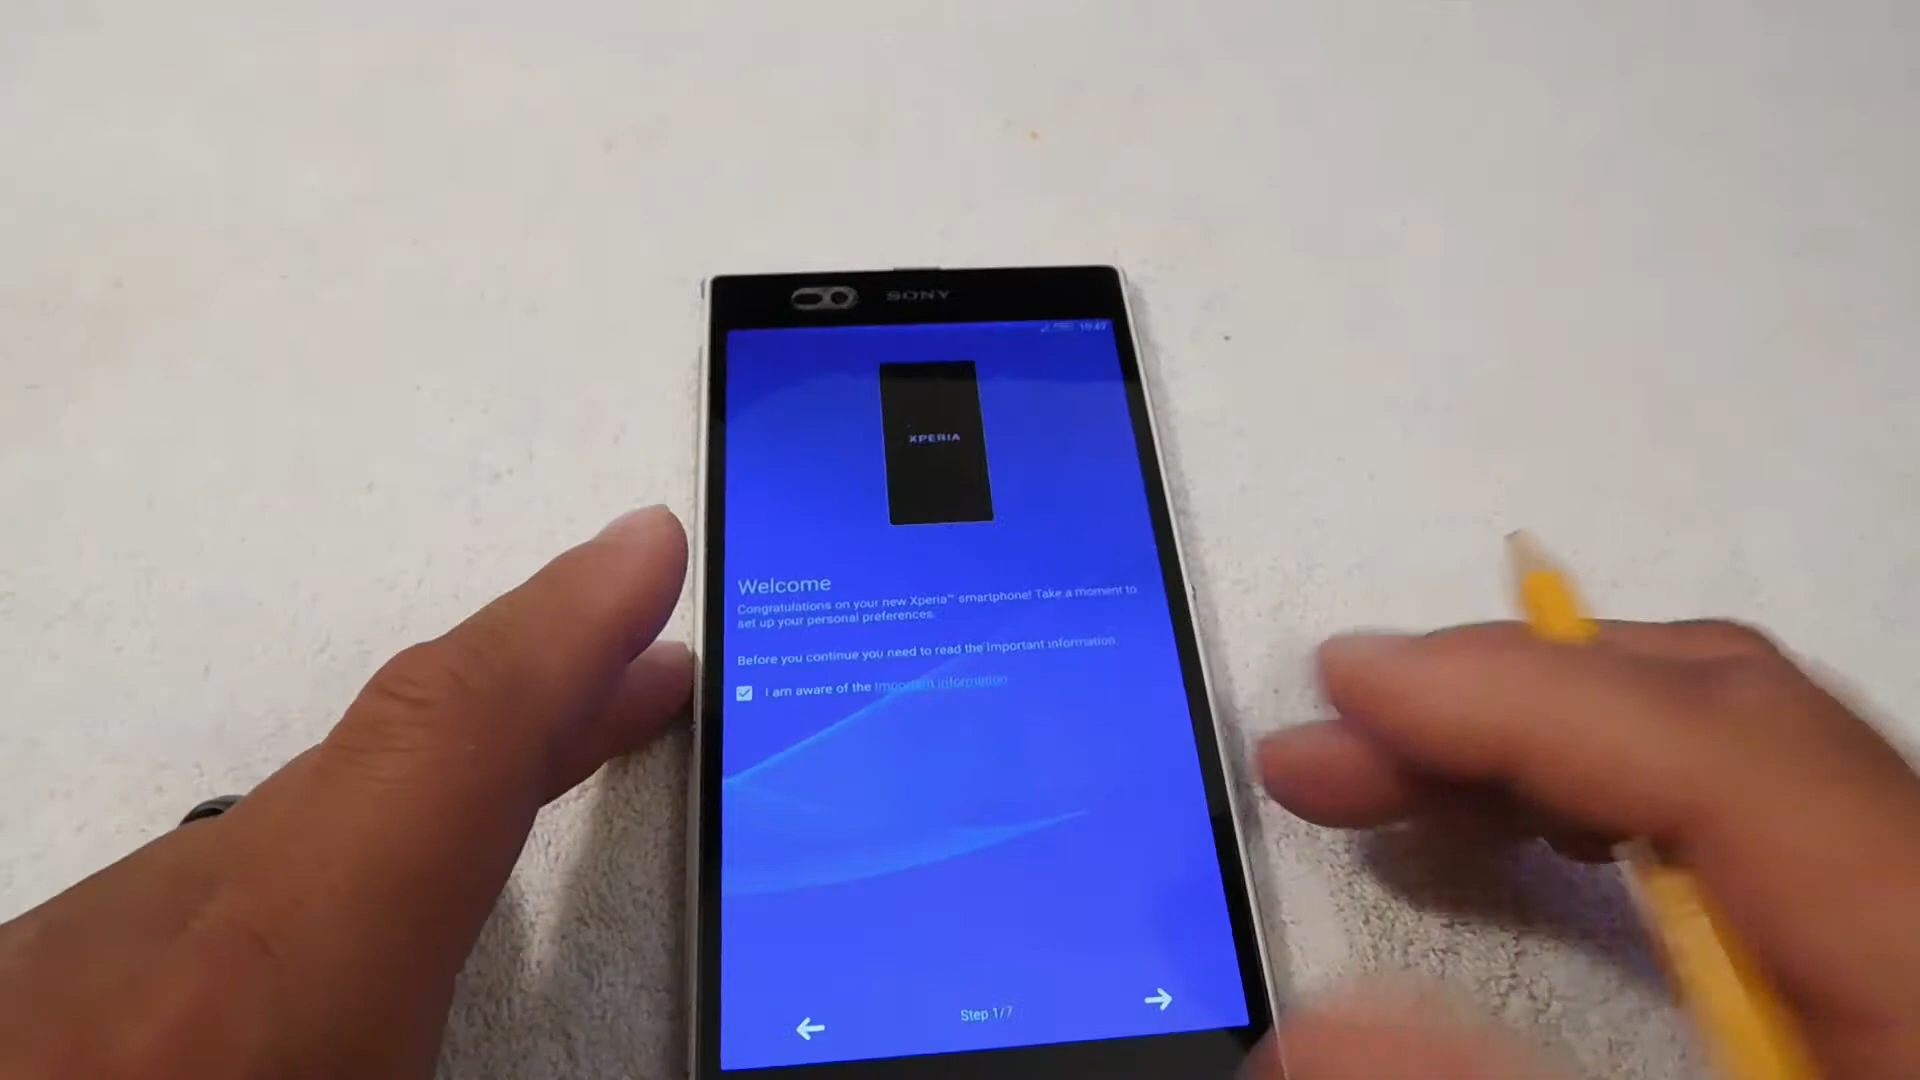 SONY
XPERIA
Welcome
Congratulations on your new Xperia™ smartphone! Take a moment to
set up your personal preferences.
Before you continue you need to read the Important information.
I am aware of the Important information
Step 1/7